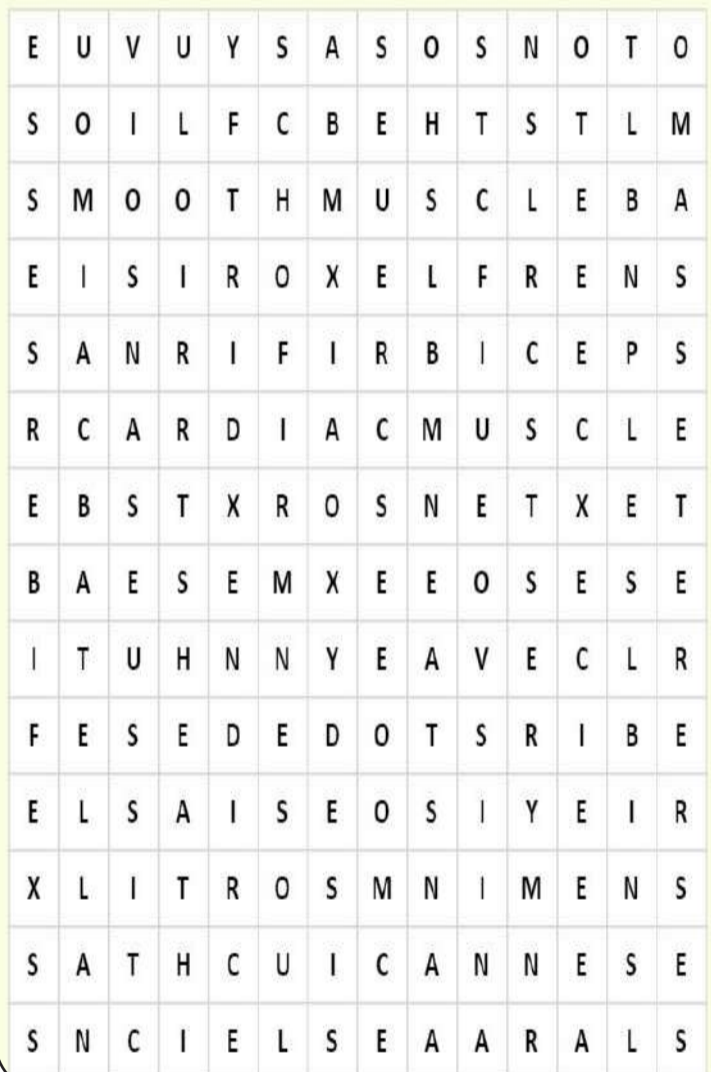 E U V U Y S A S O S N O T O
S O I L F C B E H T S T L M
S M O O T H M U S C L E B A
E I S I R O X E L F R E N S
S A N R I F I R B I C E P S
R C A R D I A C M U S C L E
E B S T X R O S N E T X E T
B A E S E M X E E O S E S E
I T U H N N Y E A V E C L R
F E S E D E D O T S R I B E
E L S A I S E O S I Y E I R
X L I T R O S M N I M E N S
S A T H C U I C A N N E S E
S N C I E L S E A A R A L S